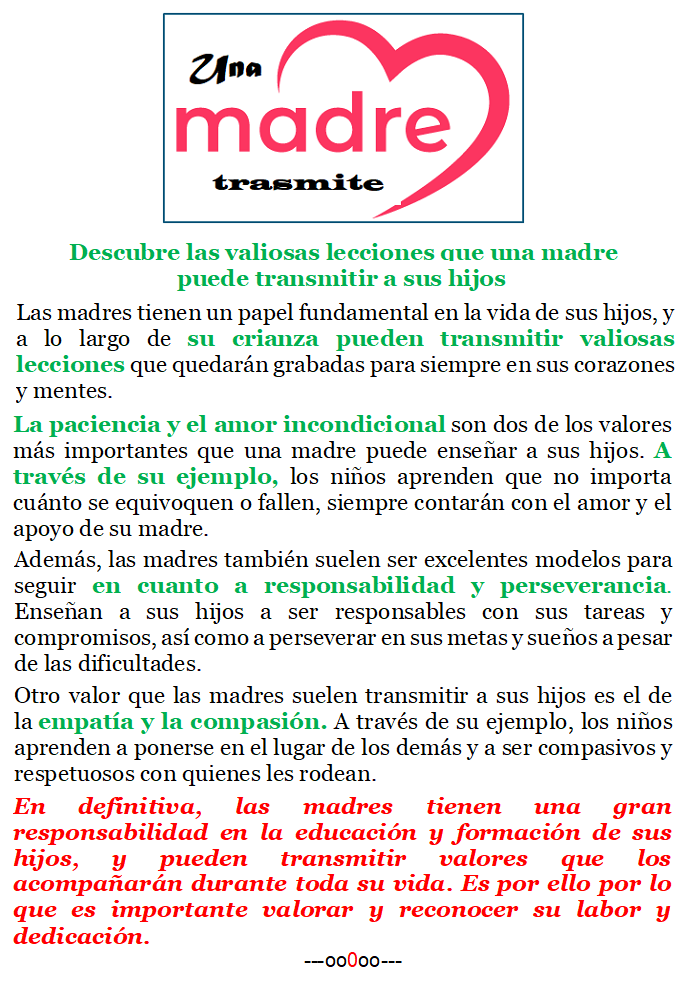 Una
madre
trasmite
Descubre las valiosas lecciones que una madre
puede transmitir a sus hijos
Las madres tienen un papel fundamental en la vida de sus hijos, y
a lo largo de su crianza pueden transmitir valiosas
lecciones que quedarán grabadas para siempre en sus corazones
y mentes.
La paciencia y el amor incondicional son dos de los valores
más importantes que una madre puede enseñar a sus hijos. A
través de su ejemplo, los niños aprenden que no importa
cuánto se equivoquen o fallen, siempre contarán con el amor y el
apoyo de su madre.
Además, las madres también suelen ser excelentes modelos para
seguir en cuanto a responsabilidad y perseverancia.
Enseñan a sus hijos a ser responsables con sus tareas y
compromisos, así como a perseverar en sus metas y sueños a pesar
de las dificultades.
Otro valor que las madres suelen transmitir a sus hijos es el de
la empatía y la compasión. A través de su ejemplo, los niños
aprenden a ponerse en el lugar de los demás y a ser compasivos y
respetuosos con quienes les rodean.
En definitiva, las madres tienen una gran
responsabilidad en la educación y formación de sus
hijos, y pueden transmitir valores que los
acompañarán durante toda su vida. Es por ello por lo
que es importante valorar y reconocer su labor y
dedicación.
---oo0oo---